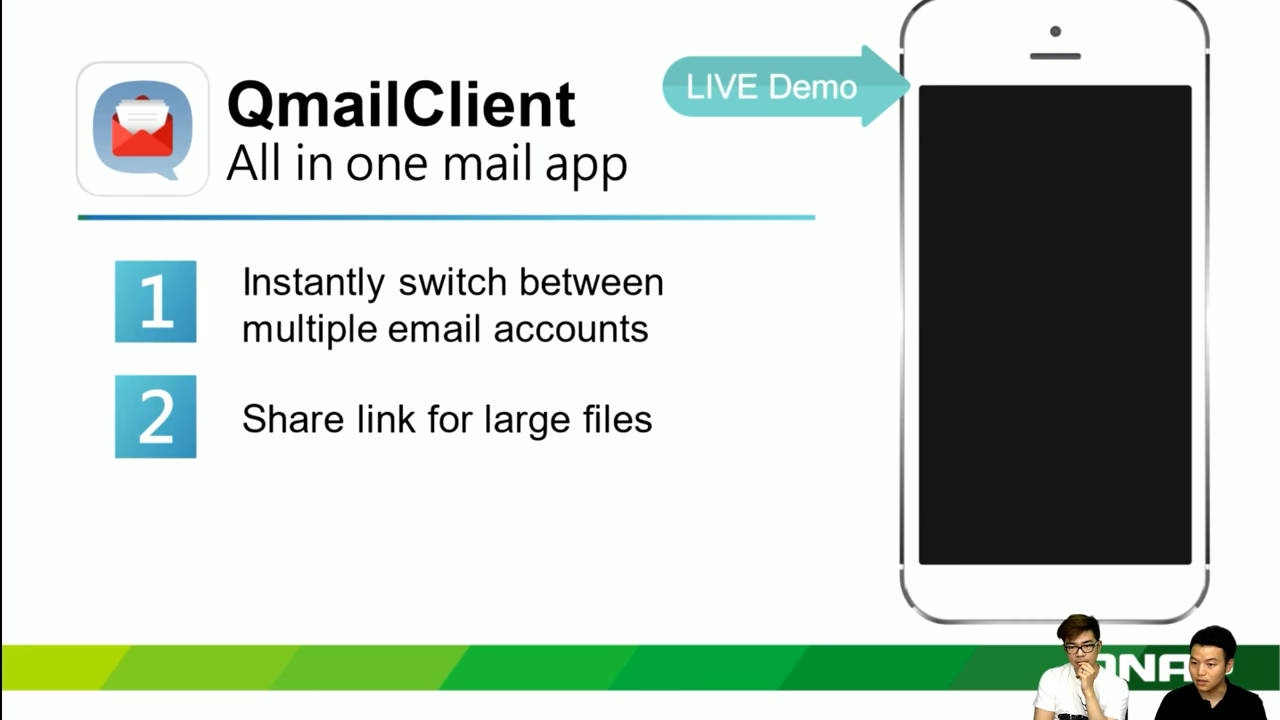 QmailClient
All in one mail app
LIVE Demo
1
Instantly switch between
multiple email accounts
2
Share link for large files